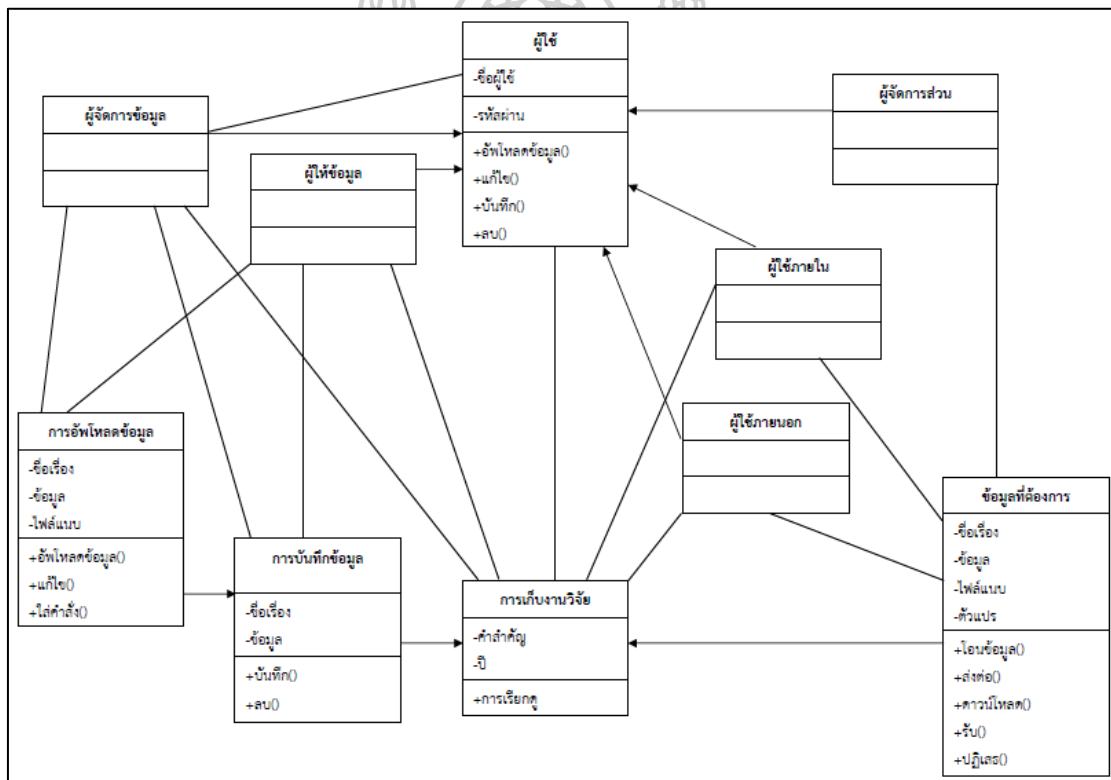 ผู้ใช้
-ชื่อผู้ใช้
-รหัสผ่าน
+อัพโหลดข้อมูล()
+แก้ไข()
+บันทึก()
+ลบ()
ผู้จัดการส่วน
ผู้จัดการข้อมูล
ผู้ให้ข้อมูล
ผู้ใช้ภายใน
ผู้ใช้ภายนอก
การอัพโหลดข้อมูล
-ชื่อเรื่อง
-ข้อมูล
-ไฟล์แนบ
+อัพโหลดข้อมูล()
+แก้ไข()
+ใส่คำสั่ง()
การบันทึกข้อมูล
-ชื่อเรื่อง
-ข้อมูล
+บันทึก()
+ลบ()
การเก็บงานวิจัย
-คำสำคัญ
-ปี
+การเรียกดู
ข้อมูลที่ต้องการ
-ชื่อเรื่อง
-ข้อมูล
-ไฟล์แนบ
-ตัวแปร
+โอนข้อมูล()
+ส่งต่อ()
+ดาวน์โหลด()
+รับ()
+ปฏิเสธ()